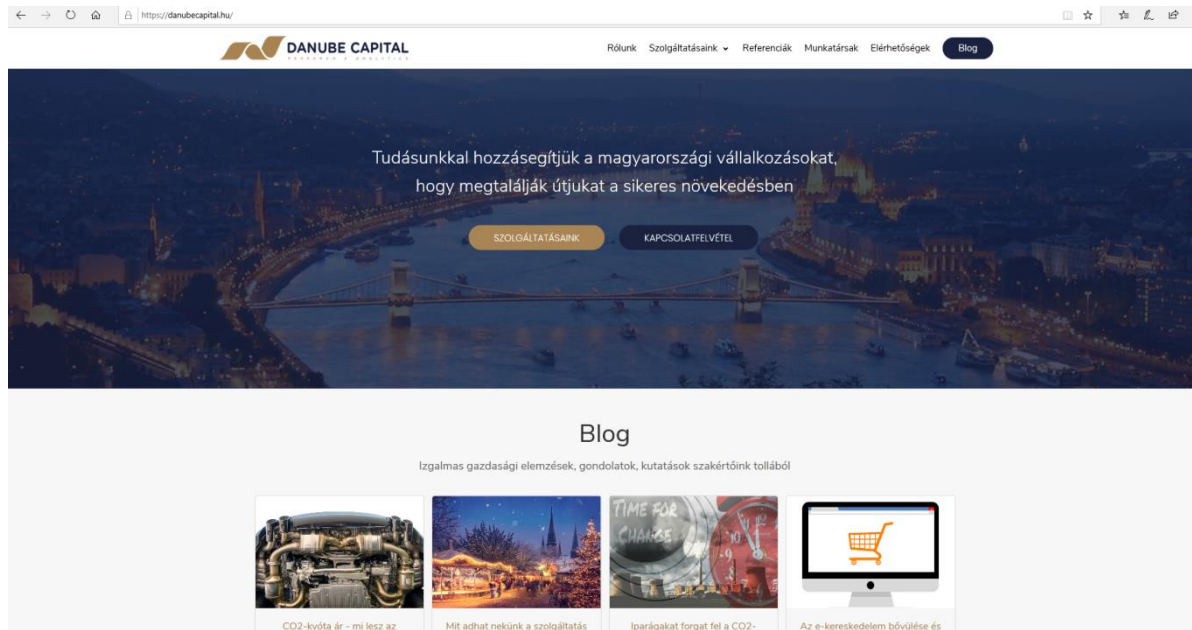 https://danubecapital.hu/
DANUBE CAPITAL
RESEARCH & ANALYTICS
Rólunk Szolgáltatásaink Referenciák Munkatársak Elérhetőségek Blog
Tudásunkkal hozzásegítjük a magyarországi vállalkozásokat,
hogy megtalálják útjukat a sikeres növekedésben
SZOLGÁLTATÁSAINK KAPCSOLATFELVÉTEL
Blog
Izgalmas gazdasági elemzések, gondolatok, kutatások szakértőink tollából
TIME FOR
CHANGE
CO2-kvóta ár - mi lesz az
Mit adhat nekünk a szolgáltatás
Iparágakat forgat fel a CO2-
Az e-kereskedelem bővülése és